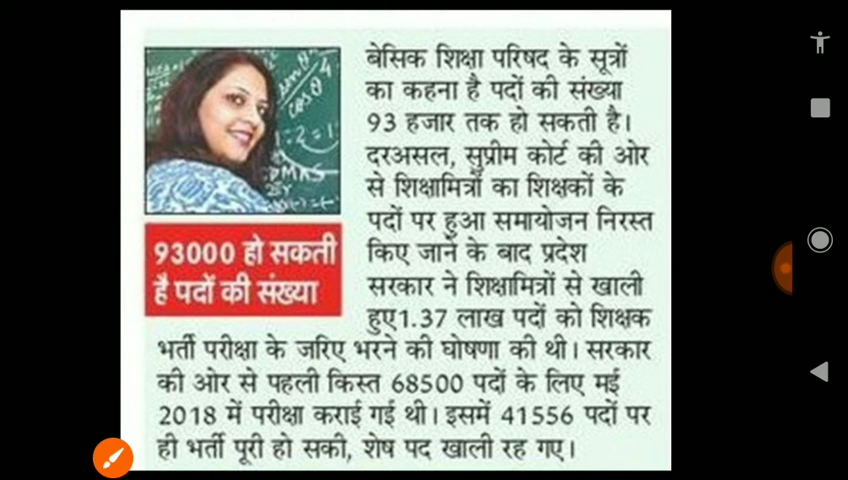 बेसिक शिक्षा परिषद के सूत्रों
का कहना है पदों की संख्या
93 हजार तक हो सकती है।
दरअसल, सुप्रीम कोर्ट की ओर
से शिक्षामित्रों का शिक्षकों के
पदों पर हुआ समायोजन निरस्त
किए जाने के बाद प्रदेश
सरकार ने शिक्षामित्रों से खाली
हुए1.37 लाख पदों को शिक्षक
93000 हो सकती
है पदों की संख्या
भर्ती परीक्षा के जरिए भरने की घोषणा की थी। सरकार
की ओर से पहली किस्त 68500 पदों के लिए मई
2018 में परीक्षा कराई गई थी। इसमें 41556 पदों पर
ही भर्ती पूरी हो सकी, शेष पद खाली रह गए।